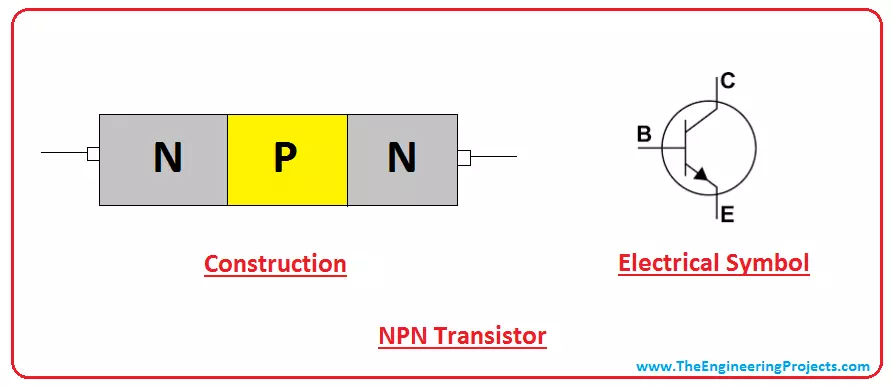 N P N
C
B
E
Construction
Electrical Symbol
NPN Transistor
www.TheEngineeringProjects.com